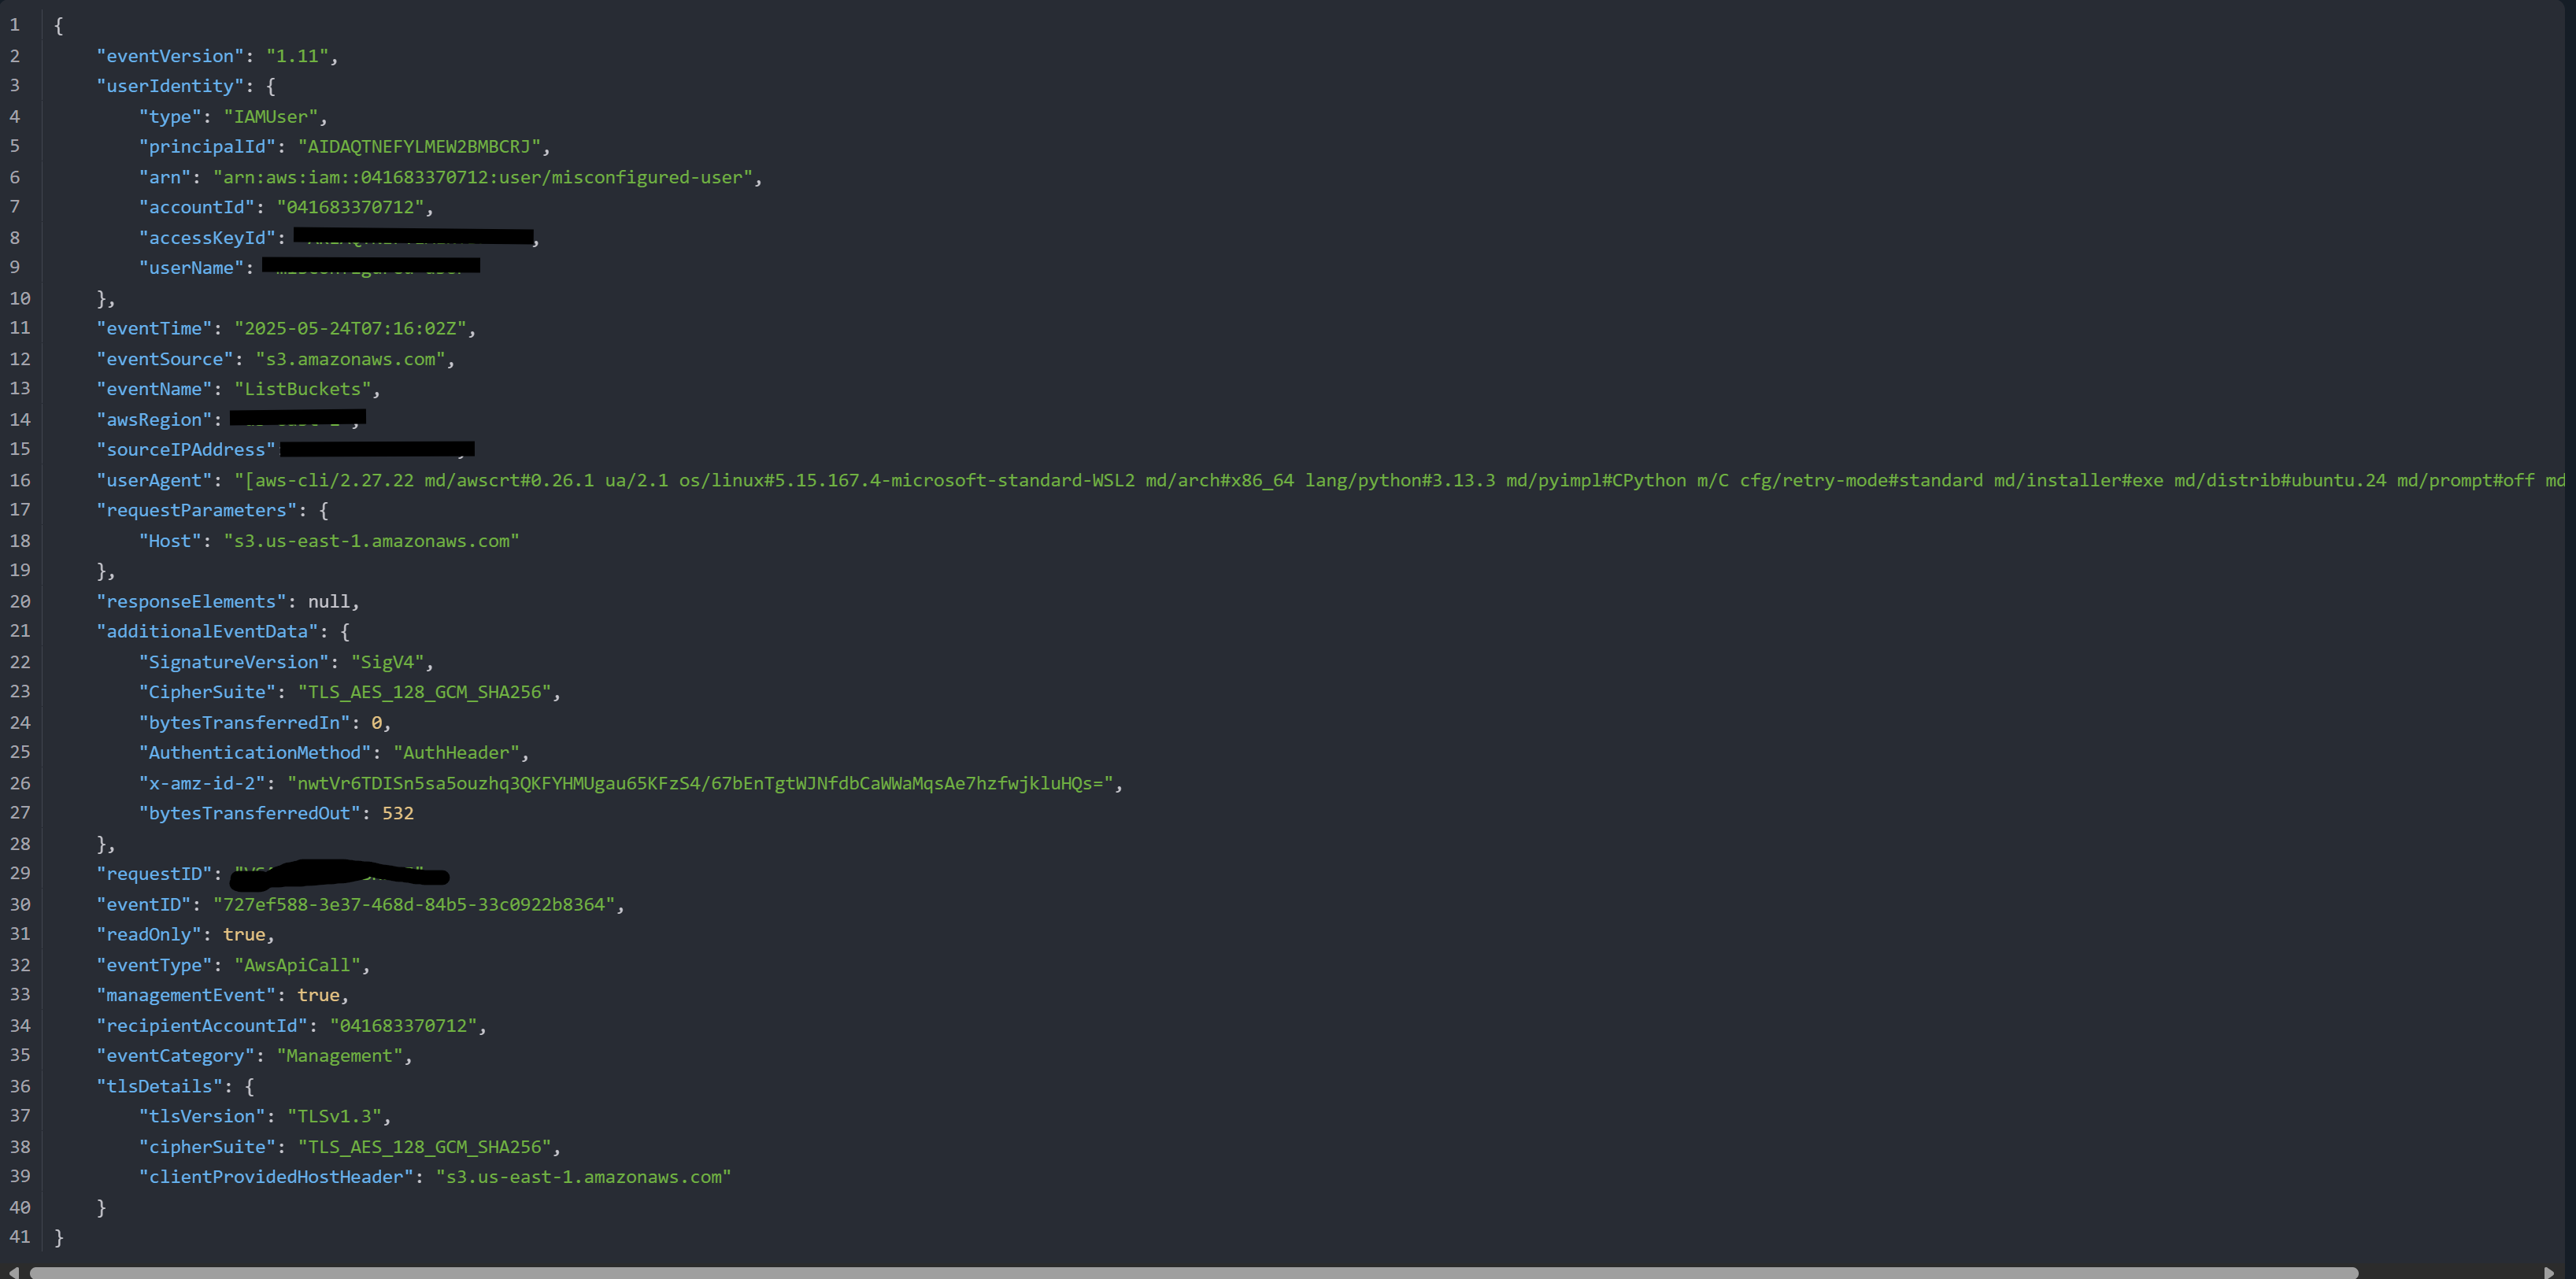 1 {
2 "eventVersion": "1.11",
3 "userIdentity": {
4 "type": "IAMUser",
5 "principalId": "AIDAQTNEFYLMEW2BMBCRJ",
6 "arn": "arn:aws:iam::041683370712:user/misconfigured-user",
7 "accountId": "041683370712",
8 "accessKeyId": ,
9 "userName":
10 },
11 "eventTime": "2025-05-24T07:16:02Z",
12 "eventSource": "s3.amazonaws.com",
13 "eventName": "ListBuckets",
14 "awsRegion": ,
15 "sourceIPAddress"
16 "userAgent": "[aws-cli/2.27.22 md/awscrt#0.26.1 ua/2.1 os/linux#5.15.167.4-microsoft-standard-WSL2 md/arch#x86_64 lang/python#3.13.3 md/pyimpl#CPython m/C cfg/retry-mode#standard md/installer#exe md/distrib#ubuntu.24 md/prompt#off md
17 "requestParameters": {
18 "Host": "s3.us-east-1.amazonaws.com"
19 },
20 "responseElements": null,
21 "additionalEventData": {
22 "SignatureVersion": "SigV4",
23 "CipherSuite": "TLS_AES_128_GCM_SHA256",
24 "bytesTransferredIn": 0,
25 "AuthenticationMethod": "AuthHeader",
26 "x-amz-id-2": "nwtVr6TDISn5sa5ouzhq3QKFYHMUgau65KFzS4/67bEnTgtWJNfdbCaWWaMqsAe7hzfwjkluHQs=",
27 "bytesTransferredOut": 532
28 },
29 "requestID":
30 "eventID": "727ef588-3e37-468d-84b5-33c0922b8364",
31 "readOnly": true,
32 "eventType": "AwsApiCall",
33 "managementEvent": true,
34 "recipientAccountId": "041683370712",
35 "eventCategory": "Management",
36 "tlsDetails": {
37 "tlsVersion": "TLSv1.3",
38 "cipherSuite": "TLS_AES_128_GCM_SHA256",
39 "clientProvidedHostHeader": "s3.us-east-1.amazonaws.com"
40 }
41 }